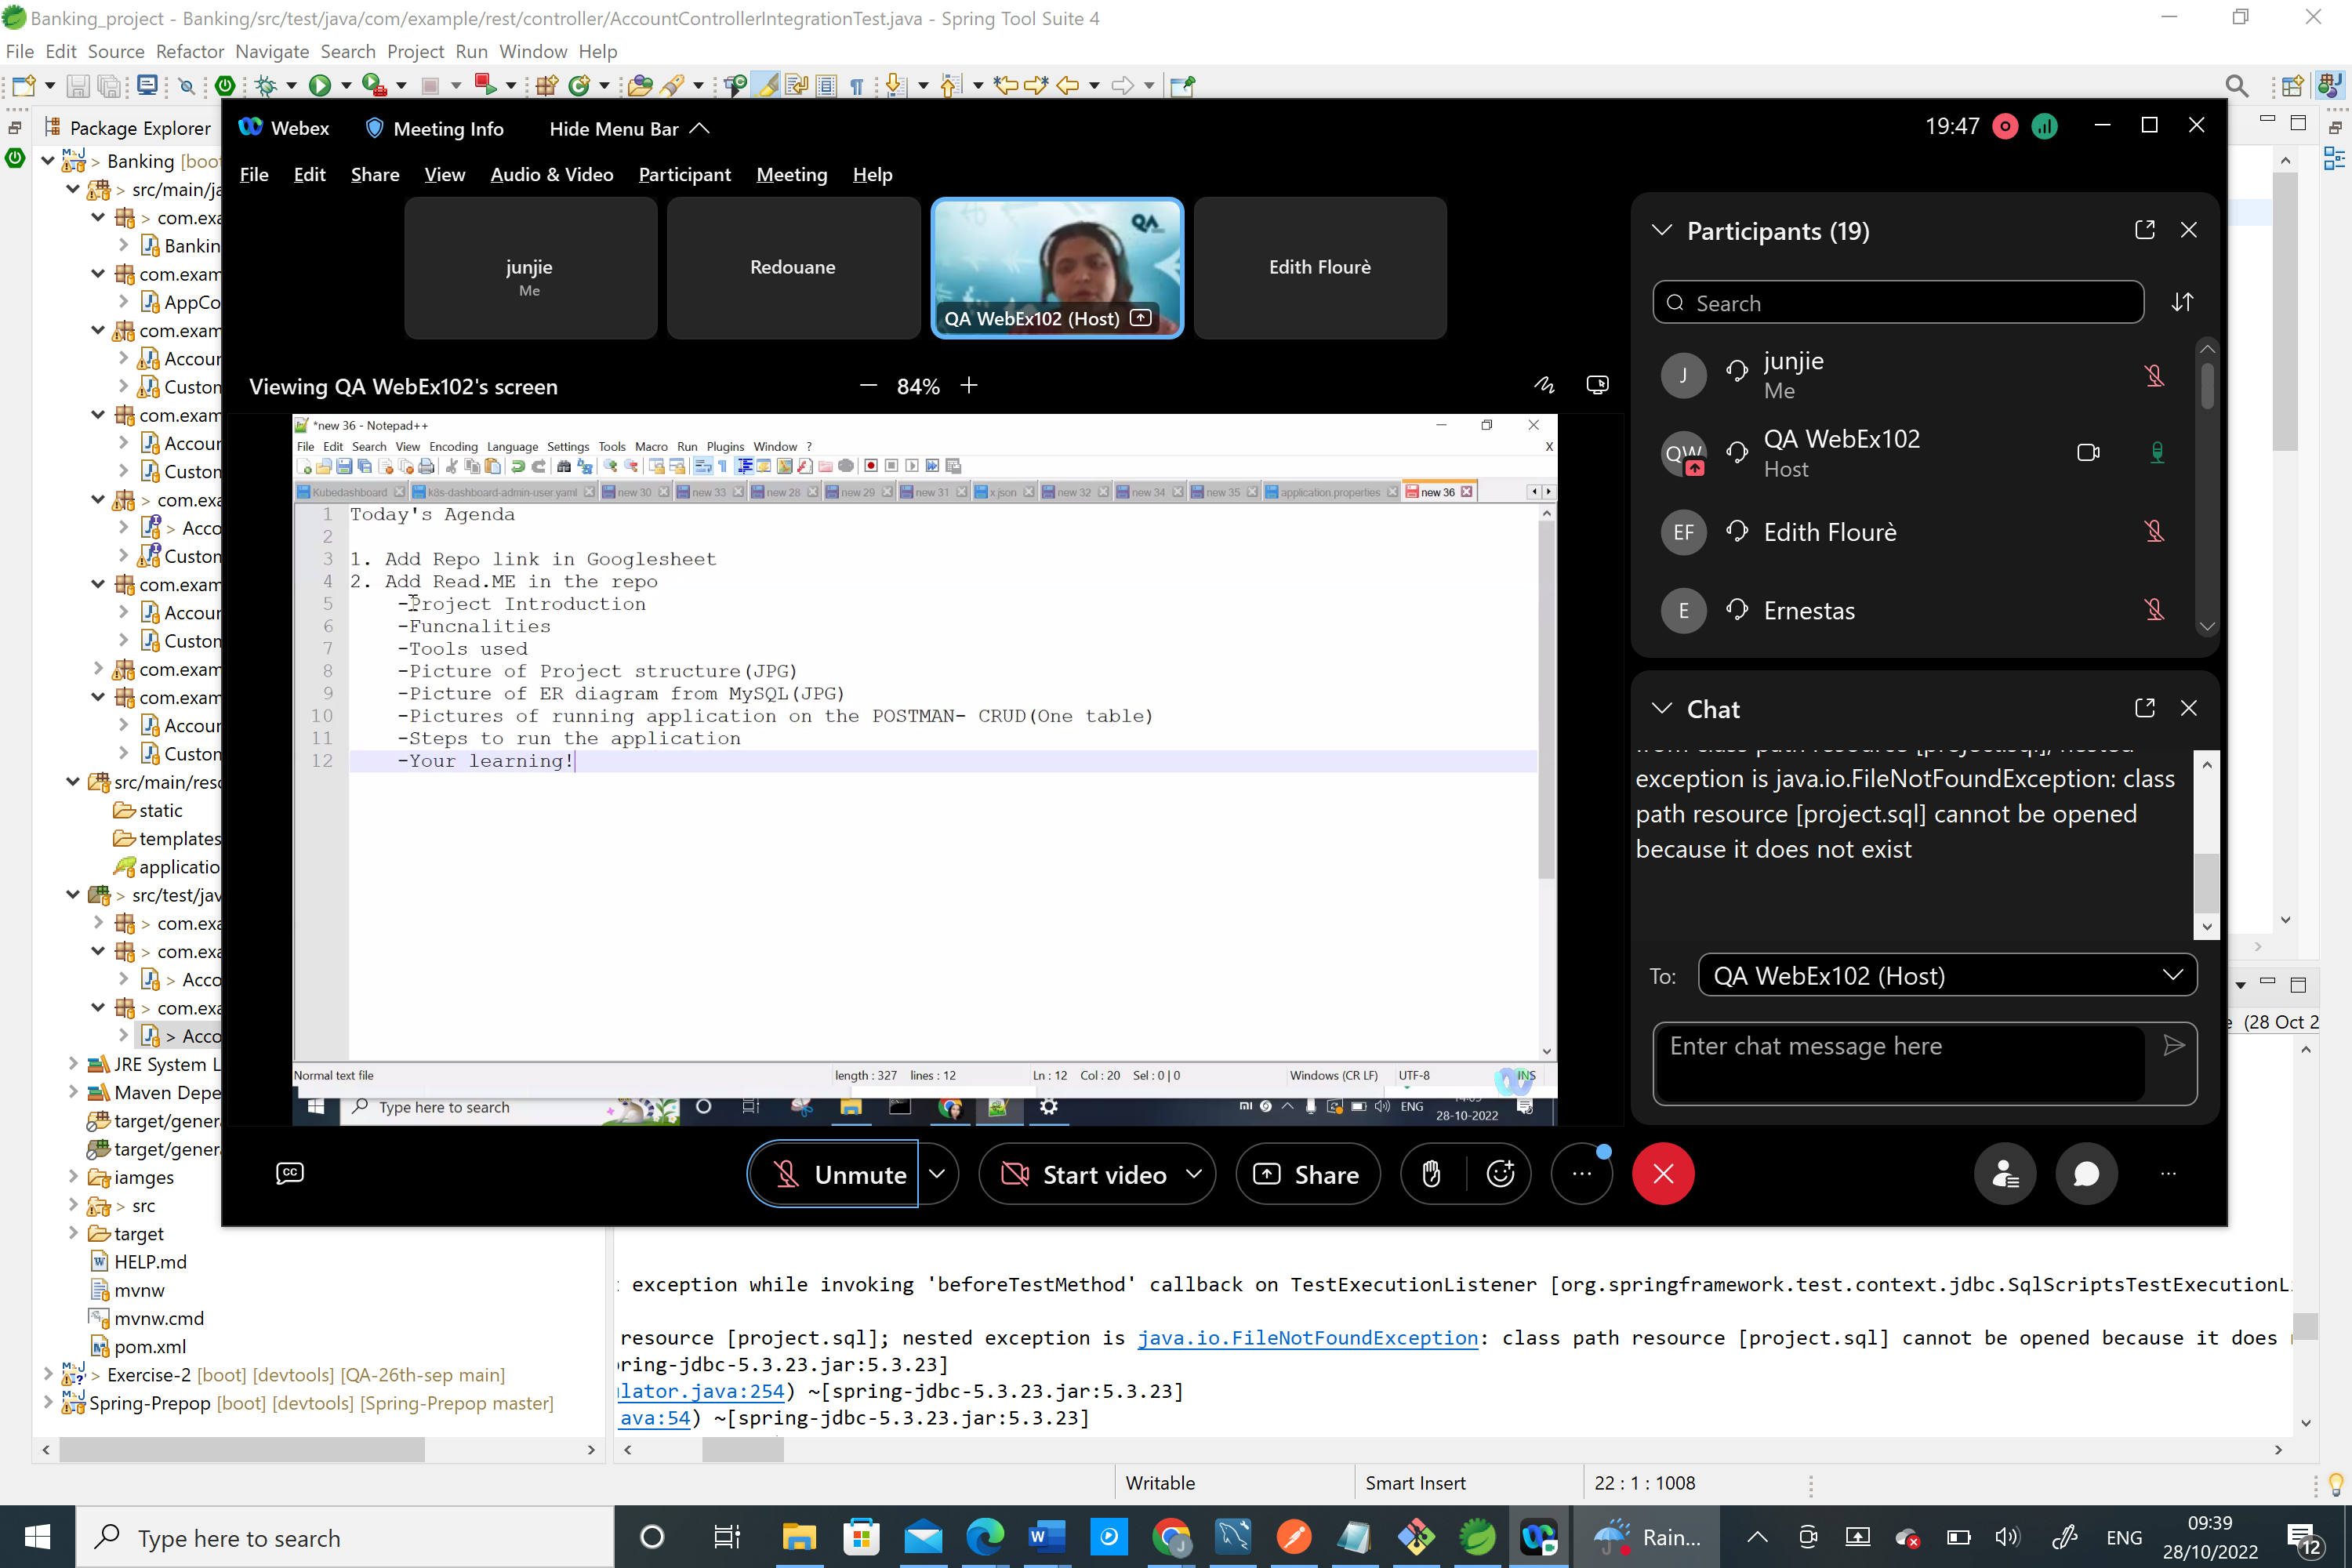 Banking_project - Banking/src/test/java/com/example/rest/controller/AccountControllerIntegrationTest.java - Spring Tool Suite 4
File Edit Source Refactor Navigate Search Project Run Window Help
Package Explorer
> Banking [boo
> src/main/ja
> com.exa
Bankin
com.exam
AppCo
com.exam
Accour
Custon
com.exam
Accour
Custon
> com.exa
> Acco
Custon
com.exam
Accour
Custon
com.exam
com.exam
Accour
Custon
src/main/reso
static
templates
applicatio
> src/test/jav
> com.exa
> com.exa
> Acco
> com.exa
> Acco
JRE System L
Maven Depe
target/genera
target/genera
iamges
> src
target
HELP.md
mvnw
mvnw.cmd
pom.xml
> Exercise-2 [boot] [devtools] [QA-26th-sep main]
Spring-Prepop [boot] [devtools] [Spring-Prepop master]
Webex
Meeting Info
Hide Menu Bar
19:47
File Edit Share View Audio & Video Participant Meeting Help
junjie
Me
Redouane
QA
QA WebEx102 (Host)
Edith Flourè
Viewing QA WebEx102's screen
84%
*new 36 - Notepad++
File Edit Search View Encoding Language Settings Tools Macro Run Plugins Window ?
X
Kubedashboard k8s-dashboard-admin-user.yaml new 30 new 33 new 28 new 29 new 31 x.json new 32 new 34 new 35 application.properties new 36
1 Today's Agenda
2
3 1. Add Repo link in Googlesheet
4 2. Add Read.ME in the repo
5 -Project Introduction
6 -Funcnalities
7 -Tools used
8 -Picture of Project structure(JPG)
9 -Picture of ER diagram from MySQL(JPG)
10 -Pictures of running application on the POSTMAN- CRUD(One table)
11 -Steps to run the application
12 -Your learning!
Normal text file
length : 327 lines : 12
Ln : 12 Col : 20 Sel : 0 | 0
Windows (CR LF)
UTF-8
INS
Type here to search
ENG
28-10-2022
Participants (19)
Search
J
junjie
Me
QW
QA WebEx102
Host
EF
Edith Flourè
E
Ernestas
Chat
exception is java.io.FileNotFoundException: class
path resource [project.sql] cannot be opened
because it does not exist
To:
QA WebEx102 (Host)
Enter chat message here
CC
Unmute
Start video
Share
(28 Oct 2
: exception while invoking 'beforeTestMethod' callback on TestExecutionListener [org.springframework.test.context.jdbc.SqlScriptsTestExecutionL
resource [project.sql]; nested exception is java.io.FileNotFoundException: class path resource [project.sql] cannot be opened because it does
ring-jdbc-5.3.23.jar:5.3.23]
lator.java:254) ~[spring-jdbc-5.3.23.jar:5.3.23]
ava:54) ~[spring-jdbc-5.3.23.jar:5.3.23]
Writable
Smart Insert
22 : 1 : 1008
Type here to search
Rain...
ENG
09:39
28/10/2022
12